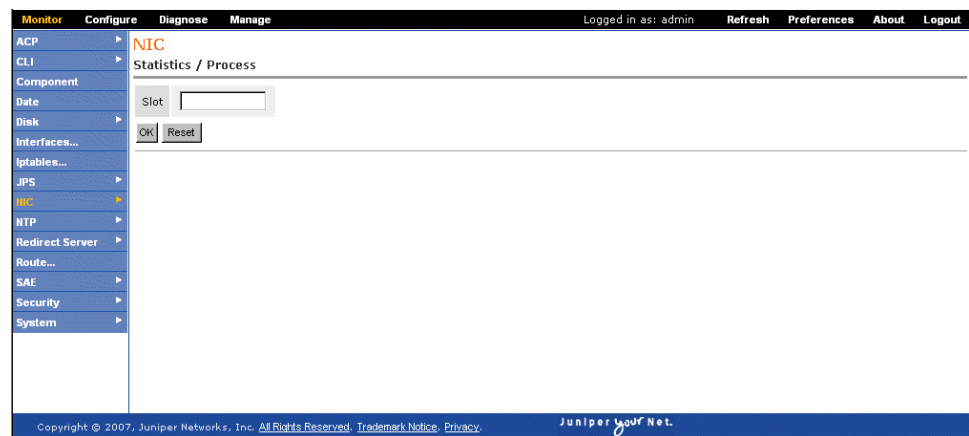 Monitor Configure Diagnose Manage Logged in as: admin Refresh Preferences About Logout
ACP
CLI
Component
Date
Disk
Interfaces...
Iptables...
JPS
NIC
NTP
Redirect Server
Route...
SAE
Security
System
NIC
Statistics / Process
Slot
OK Reset
Copyright © 2007, Juniper Networks, Inc. All Rights Reserved. Trademark Notice. Privacy.
Juniper your Net.